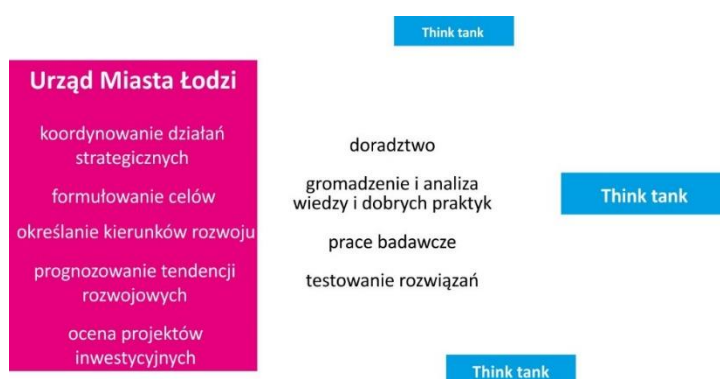 Think tank
Urząd Miasta Łodzi
koordynowanie działań
strategicznych
formułowanie celów
określanie kierunków rozwoju
prognozowanie tendencji
rozwojowych
ocena projektów
inwestycyjnych
doradztwo
gromadzenie i analiza
wiedzy i dobrych praktyk
prace badawcze
testowanie rozwiązań
Think tank
Think tank